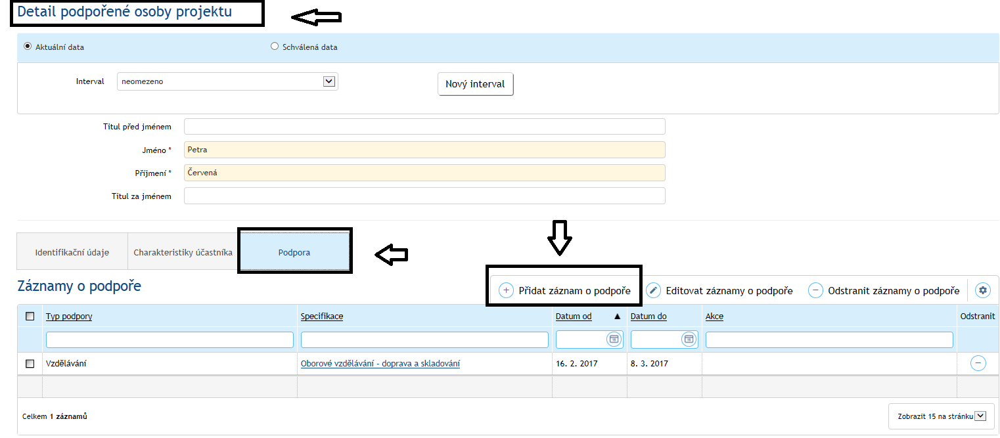 Detail podpořené osoby projektu
Aktuální data Schválená data
Interval neomezeno Nový interval
Titul před jménem
Jméno * Petra
Příjmení * Červená
Titul za jménem
Identifikační údaje Charakteristiky účastníka Podpora
Záznamy o podpoře Přidat záznam o podpoře Editovat záznamy o podpoře Odstranit záznamy o podpoře
Typ podpory Specifikace Datum od Datum do Akce Odstranit
Vzdělávání Oborové vzdělávání - doprava a skladování 16. 2. 2017 8. 3. 2017
Celkem 1 záznamů Zobrazit 15 na stránku